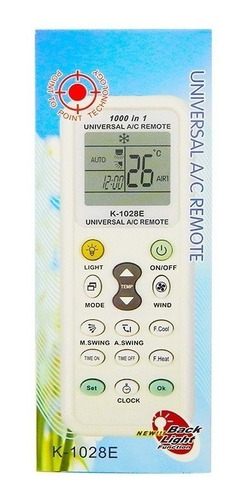 POINT TO POINT TECHNOLOGY
UNIVERSAL A/C REMOTE
1000 in 1
UNIVERSAL A/C REMOTE
AUTO 26 °C
12:00 AIR1
K-1028E
UNIVERSAL A/C REMOTE
LIGHT ON/OFF
TEMP
MODE WIND
F.Cool
M.SWING A.SWING
TIME ON TIME OFF F.Heat
Set Ok
CLOCK
NEW!! Back
Light
Function
K-1028E